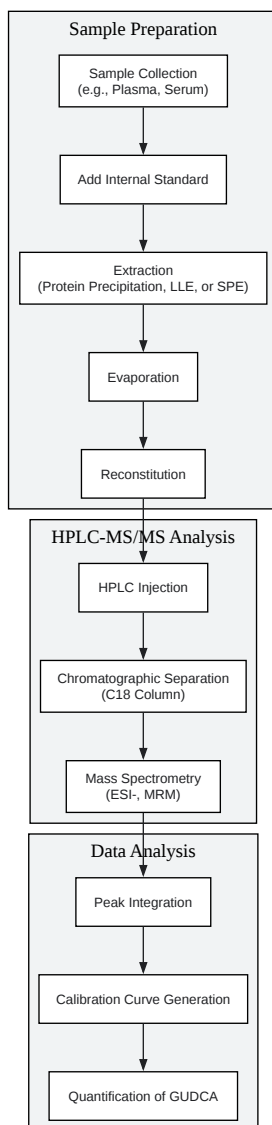 Sample Preparation
Sample Collection
(e.g., Plasma, Serum)
Add Internal Standard
Extraction
(Protein Precipitation, LLE, or SPE)
Evaporation
Reconstitution
HPLC-MS/MS Analysis
HPLC Injection
Chromatographic Separation
(C18 Column)
Mass Spectrometry
(ESI-, MRM)
Data Analysis
Peak Integration
Calibration Curve Generation
Quantification of GUDCA